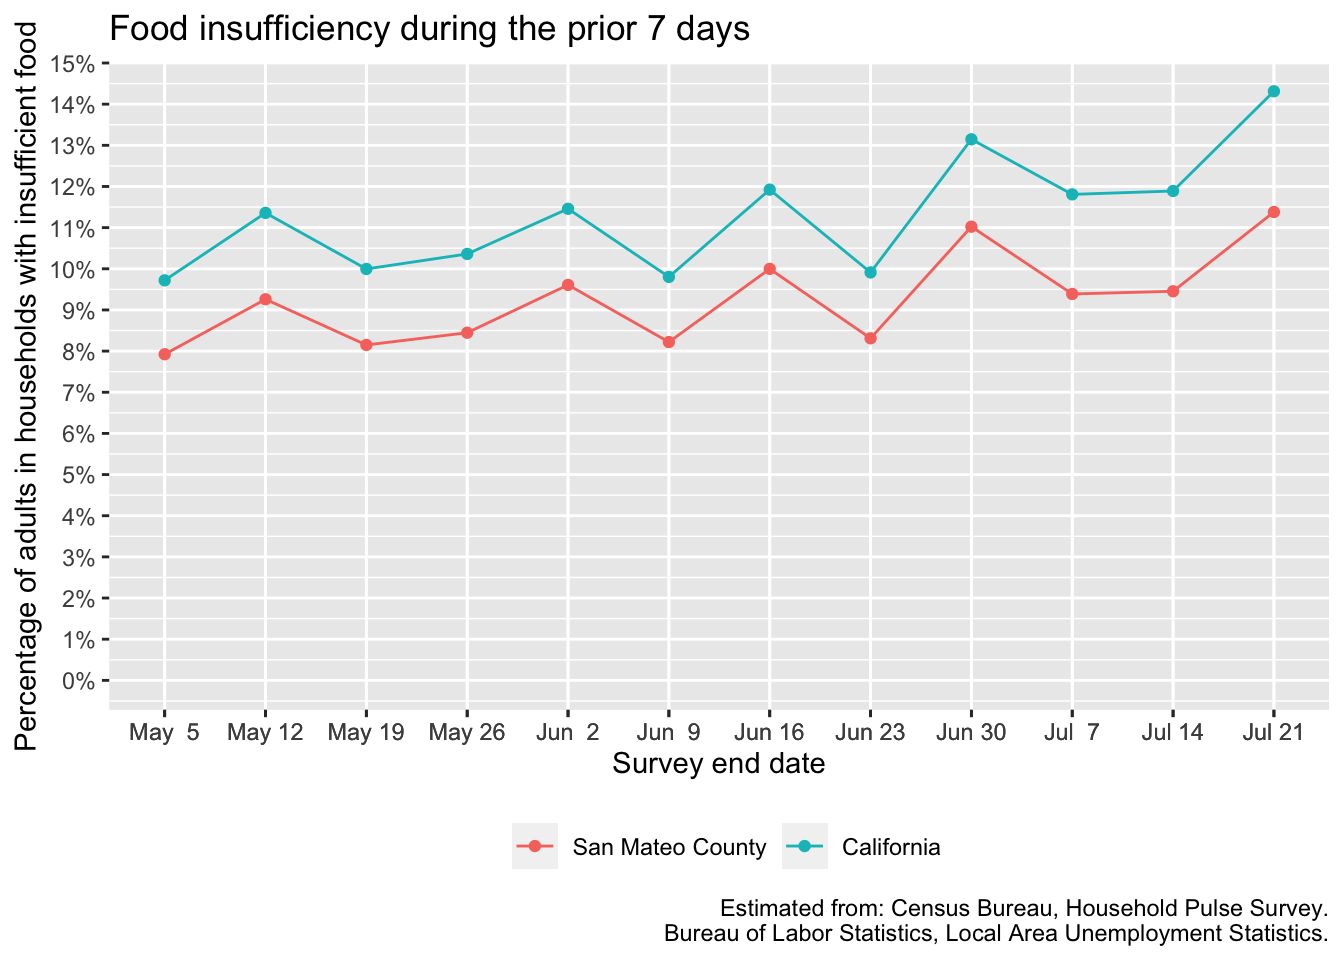 Food insufficiency during the prior 7 days
Percentage of adults in households with insufficient food
15%
14%
13%
12%
11%
10%
9%
8%
7%
6%
5%
4%
3%
2%
1%
0%
May  5 May 12 May 19 May 26 Jun  2 Jun  9 Jun 16 Jun 23 Jun 30 Jul  7 Jul 14 Jul 21
Survey end date
San Mateo County California
Estimated from: Census Bureau, Household Pulse Survey.
Bureau of Labor Statistics, Local Area Unemployment Statistics.